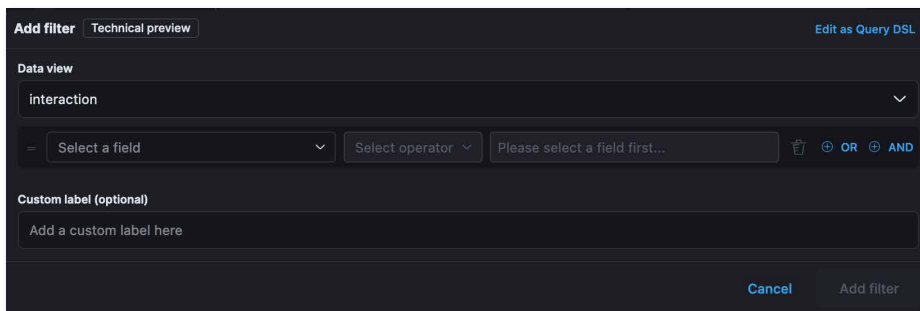 Add filter Technical preview Edit as Query DSL
Data view
interaction
Select a field Select operator Please select a field first... OR AND
Custom label (optional)
Add a custom label here
Cancel Add filter